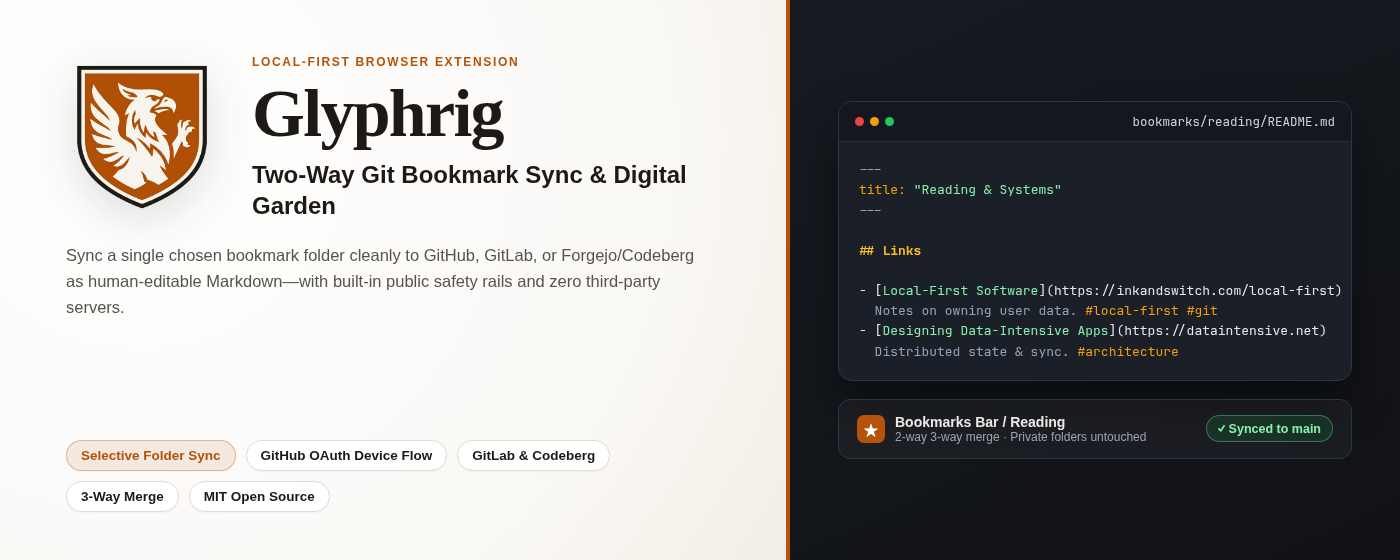 LOCAL-FIRST BROWSER EXTENSION
Glyphrig
Two-Way Git Bookmark Sync & Digital
Garden
Sync a single chosen bookmark folder cleanly to GitHub, GitLab, or Forgejo/Codeberg
as human-editable Markdown—with built-in public safety rails and zero third-party
servers.
Selective Folder Sync
GitHub OAuth Device Flow
GitLab & Codeberg
3-Way Merge
MIT Open Source
bookmarks/reading/README.md
---
title: "Reading & Systems"
---
## Links
- [Local-First Software](https://inkandswitch.com/local-first)
Notes on owning user data. #local-first #git
- [Designing Data-Intensive Apps](https://dataintensive.net)
Distributed state & sync. #architecture
Bookmarks Bar / Reading
2-way 3-way merge · Private folders untouched
✓ Synced to main